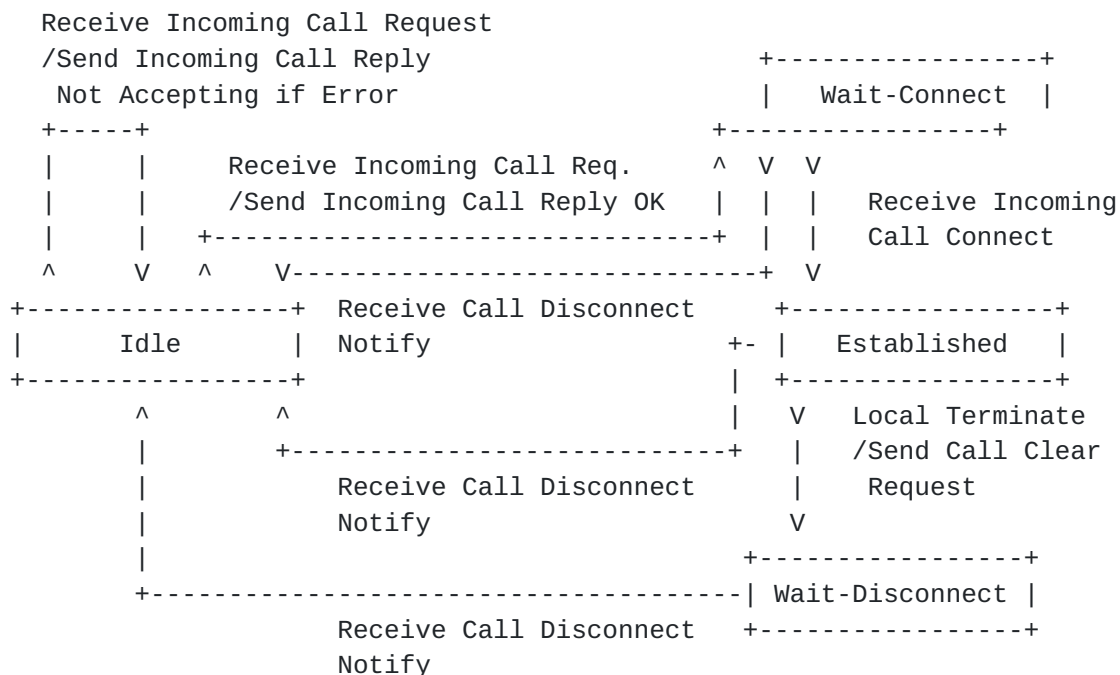 Receive Incoming Call Request
/Send Incoming Call Reply                     +-----------------+
Not Accepting if Error                        |   Wait-Connect  |
+-----+                                    +-----------------+
|     |     Receive Incoming Call Req.     ^  V  V
|     |     /Send Incoming Call Reply OK   |  |  |   Receive Incoming
|     |   +--------------------------------+  |  |   Call Connect
^     V   ^    V------------------------------+  V
+-----------------+  Receive Call Disconnect     +-----------------+
|      Idle       |  Notify                   +- |   Established   |
+-----------------+                           |  +-----------------+
^        ^                            |   V   Local Terminate
|        +----------------------------+   |   /Send Call Clear
|            Receive Call Disconnect      |    Request
|            Notify                       V
|                                      +-----------------+
+--------------------------------------| Wait-Disconnect |
Receive Call Disconnect   +-----------------+
Notify